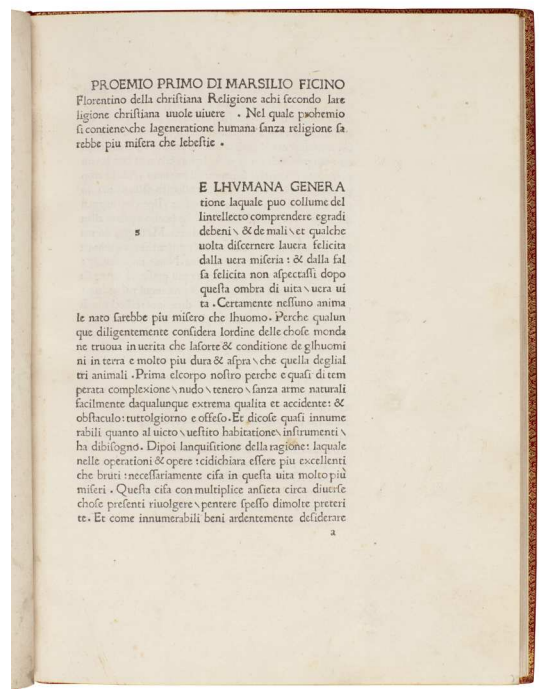 PROEMIO PRIMO DI MARSILIO FICINO
Florentino della chriſtiana Religione achi ſecondo lare
ligione chriſtiana uuole uiuere . Nel quale prohemio
ſi contiene\che lageneratione humana ſanza religione ſa
rebbe piu miſera che lebeſtie .
E LHVMANA GENERA
tione laquale puo collume del
lintellecto comprendere egradi
s debeni\ & de mali\ et qualche
uolta diſcernere lauera felicita
dalla uera miſeria : & dalla fal
ſa felicita non aſpectaſſi dopo
queſta ombra di uita\uera ui
ta . Certamente neſſuno anima
le nato ſarebbe piu miſero che lhuomo . Perche qualun
que diligentemente conſidera lordine delle choſe monda
ne truoua in uerita che laſorte & conditione de glhuomi
ni in terra e molto piu dura & aſpra\che quella deglial
tri animali . Prima elcorpo noſtro perche e quaſi di tem
perata complexione\nudo\tenero\ſanza arme naturali
facilmente daqualunque extrema qualita et accidente: &
obſtaculo: tuttolgiorno e offeſo. Et dicoſe quaſi innume
rabili quanto al uicto\ueſtito habitatione\inſtrumenti\
ha dibiſogno. Dipoi lanquiſitione della ragione: laquale
nelle operationi & opere : cidichiara eſſere piu excellenti
che bruti : neceſſariamente ciſa in queſta uita molto più
miſeri . Queſta ciſa con multiplice anſieta circa diuerſe
choſe preſenti riuolgere\pentere ſpeſſo dimolte preteri
te. Et come innumerabili beni ardentemente deſiderare
a